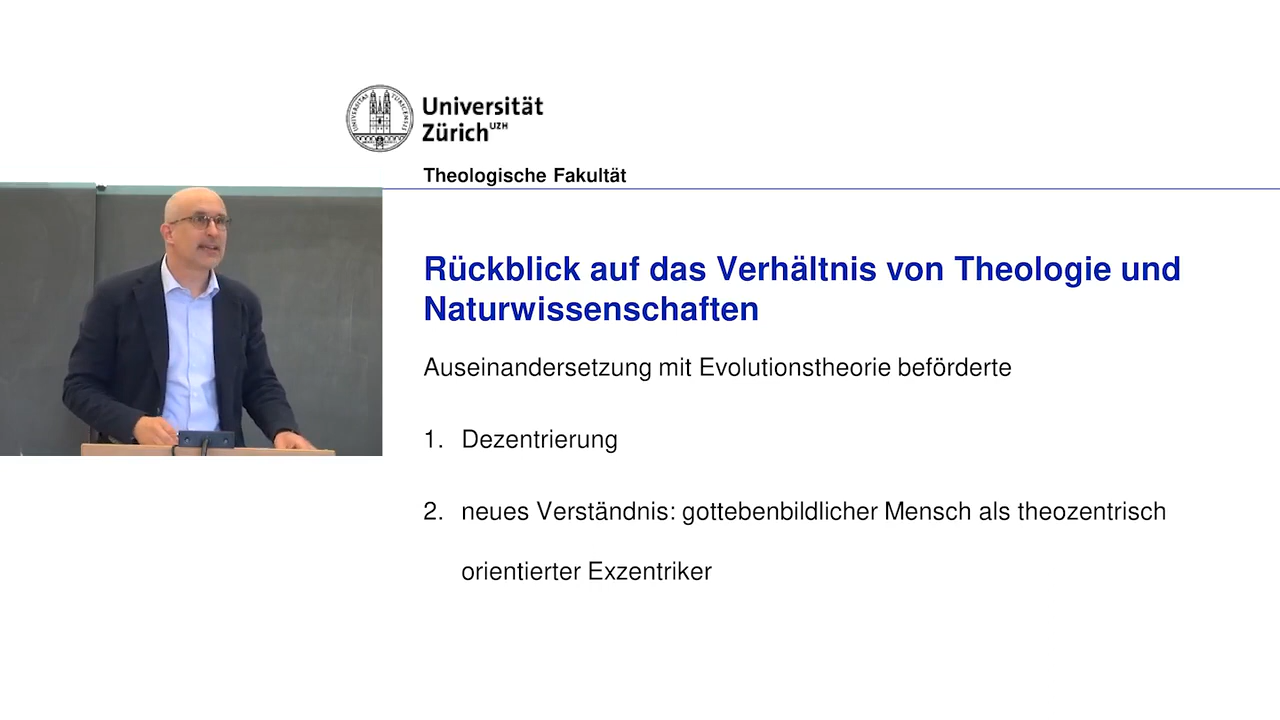 Universität
Zürich UZH
Theologische Fakultät
Rückblick auf das Verhältnis von Theologie und
Naturwissenschaften
Auseinandersetzung mit Evolutionstheorie beförderte
1. Dezentrierung
2. neues Verständnis: gottebenbildlicher Mensch als theozentrisch
orientierter Exzentriker